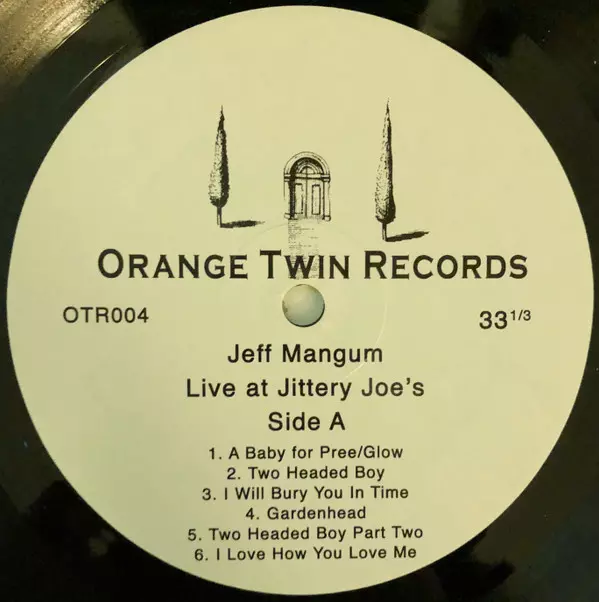 ORANGE TWIN RECORDS
OTR004
33 1/3
Jeff Mangum
Live at Jittery Joe's
Side A
1. A Baby for Pree/Glow
2. Two Headed Boy
3. I Will Bury You In Time
4. Gardenhead
5. Two Headed Boy Part Two
6. I Love How You Love Me